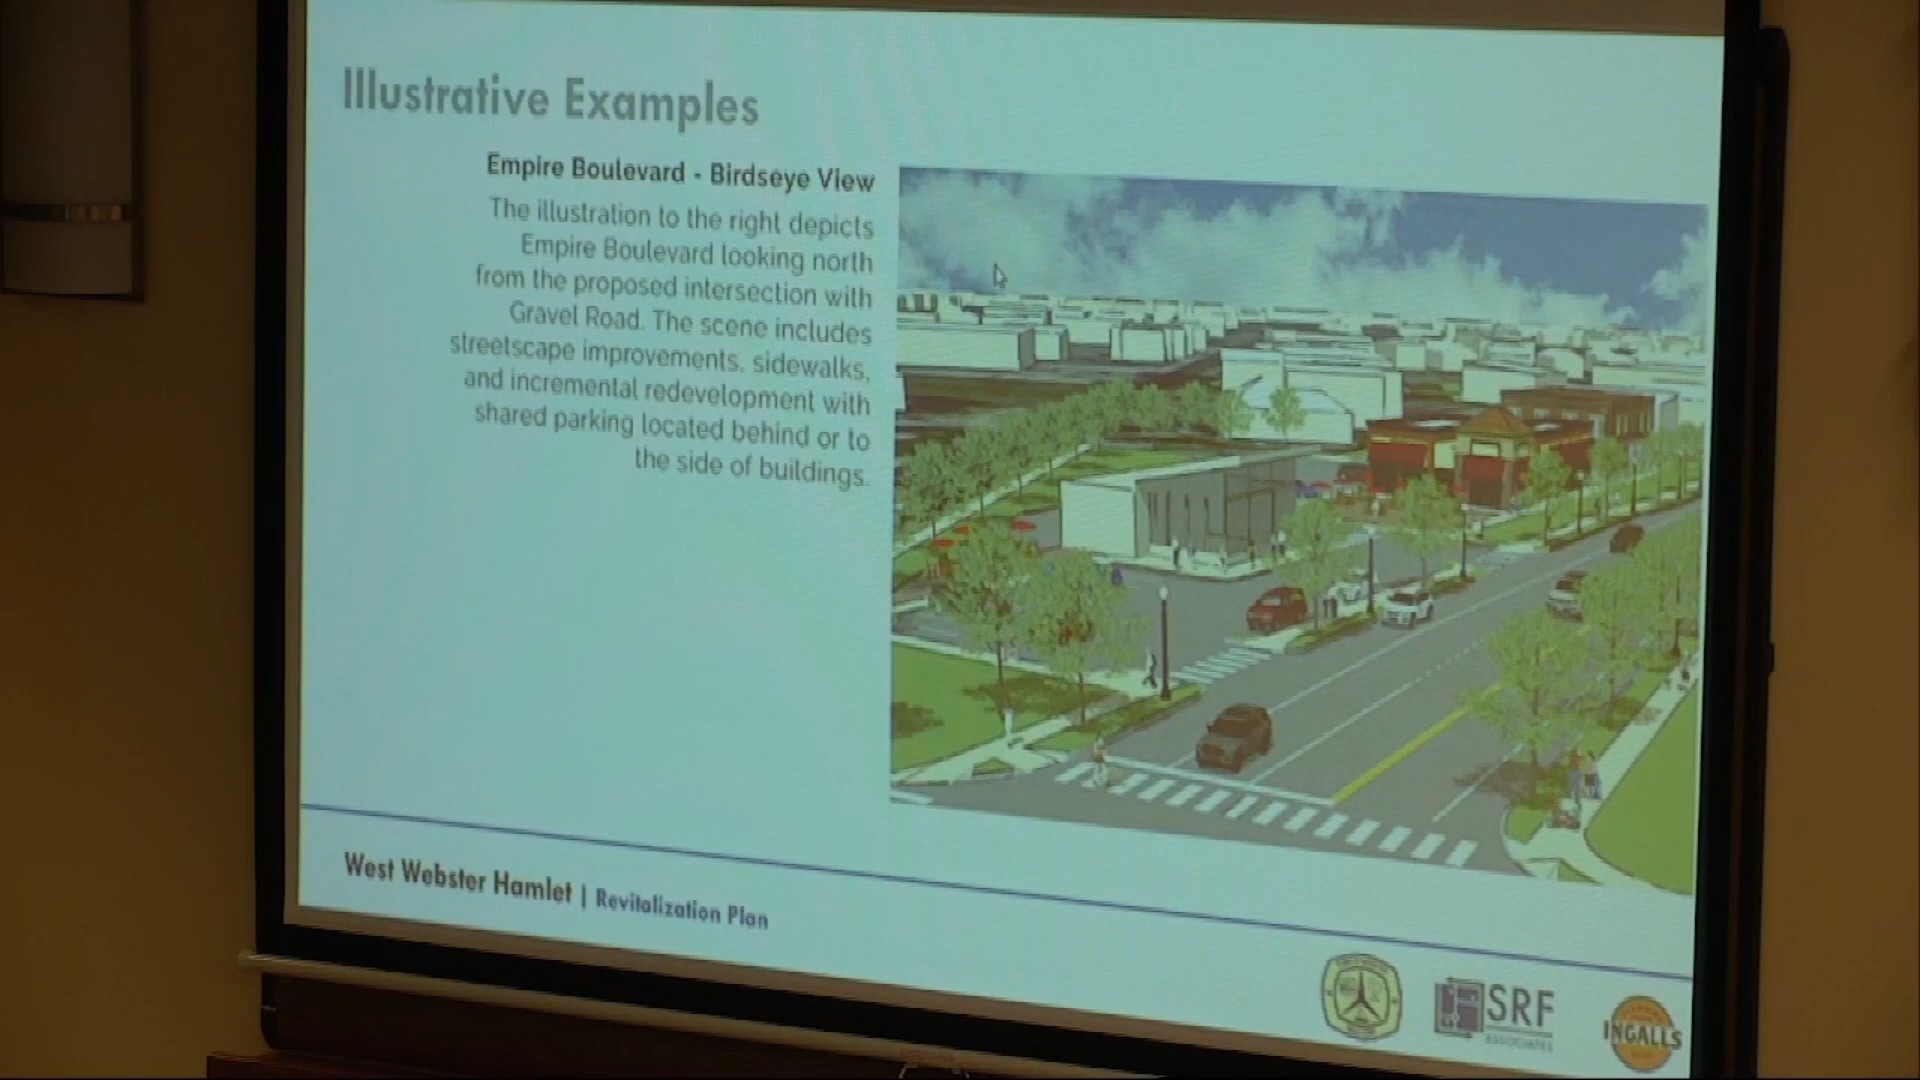 Illustrative Examples
Empire Boulevard - Birdseye View
The illustration to the right depicts
Empire Boulevard looking north
from the proposed intersection with
Gravel Road. The scene includes
streetscape improvements, sidewalks,
and incremental redevelopment with
shared parking located behind or to
the side of buildings.
West Webster Hamlet | Revitalization Plan
SRF
ASSOCIATES
INGALLS